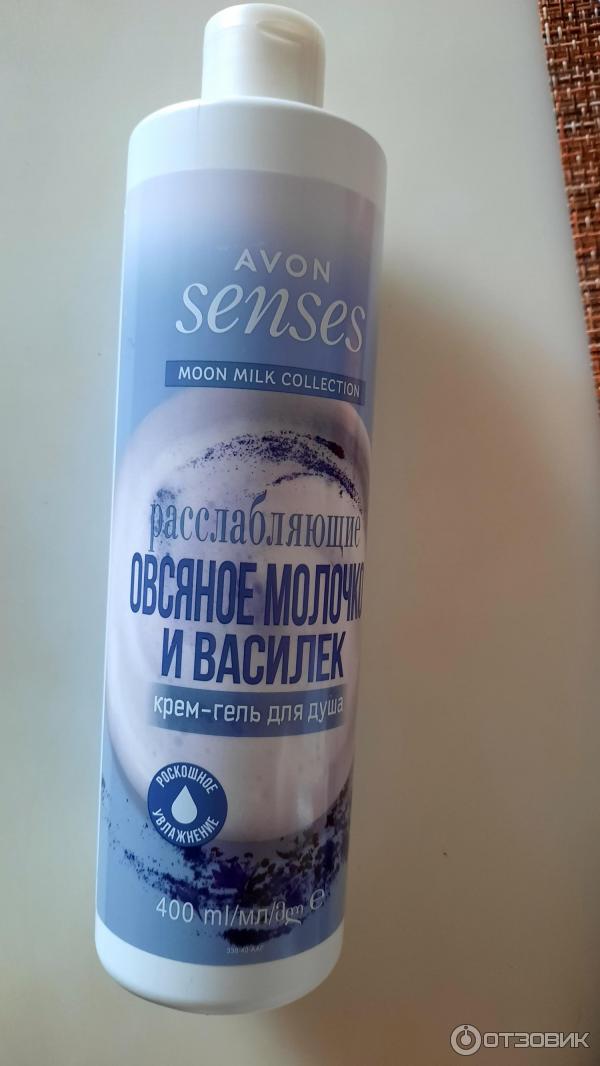 AVON
senses
MOON MILK COLLECTION
расслабляющие
ОВСЯНОЕ МОЛОЧКО
И ВАСИЛЕК
крем-гель для душа
РОСКОШНОЕ
УВЛАЖНЕНИЕ
400 ml/мл/მლ ℮
ОТЗОВИК